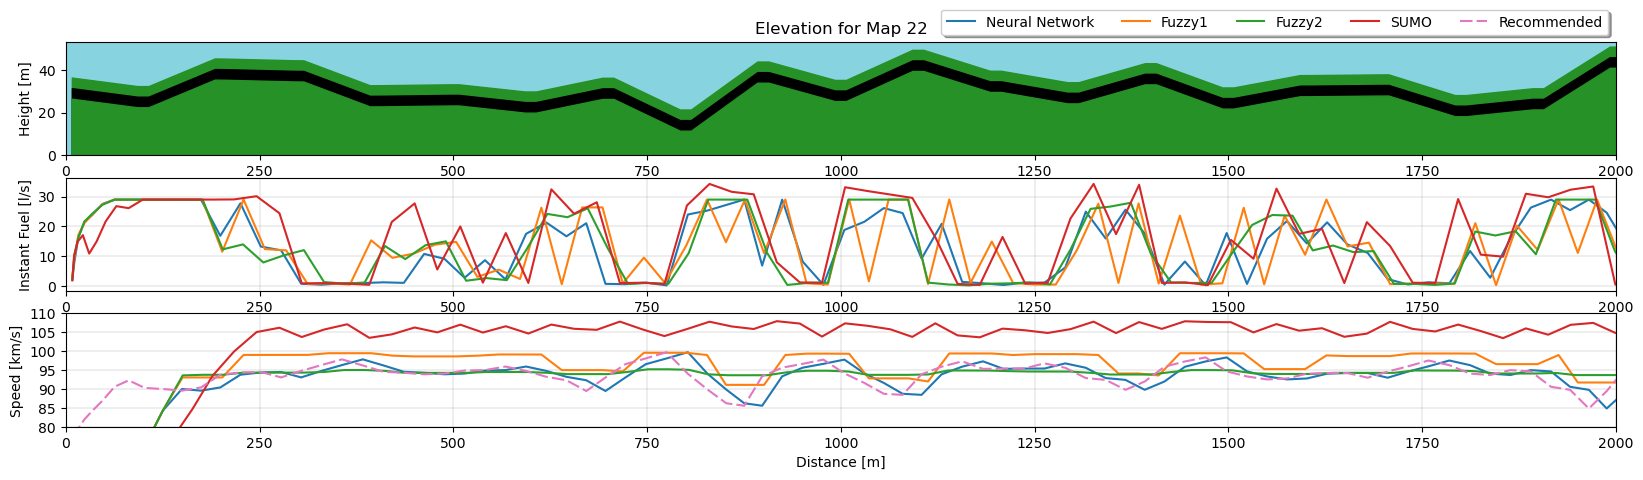 Elevation for Map 22
Neural Network Fuzzy1 Fuzzy2 SUMO Recommended
Height [m]
40
20
0
0 250 500 750 1000 1250 1500 1750 2000
Instant Fuel [l/s]
30
20
10
0
0 250 500 750 1000 1250 1500 1750 2000
Speed [km/s]
110
105
100
95
90
85
80
0 250 500 750 1000 1250 1500 1750 2000
Distance [m]